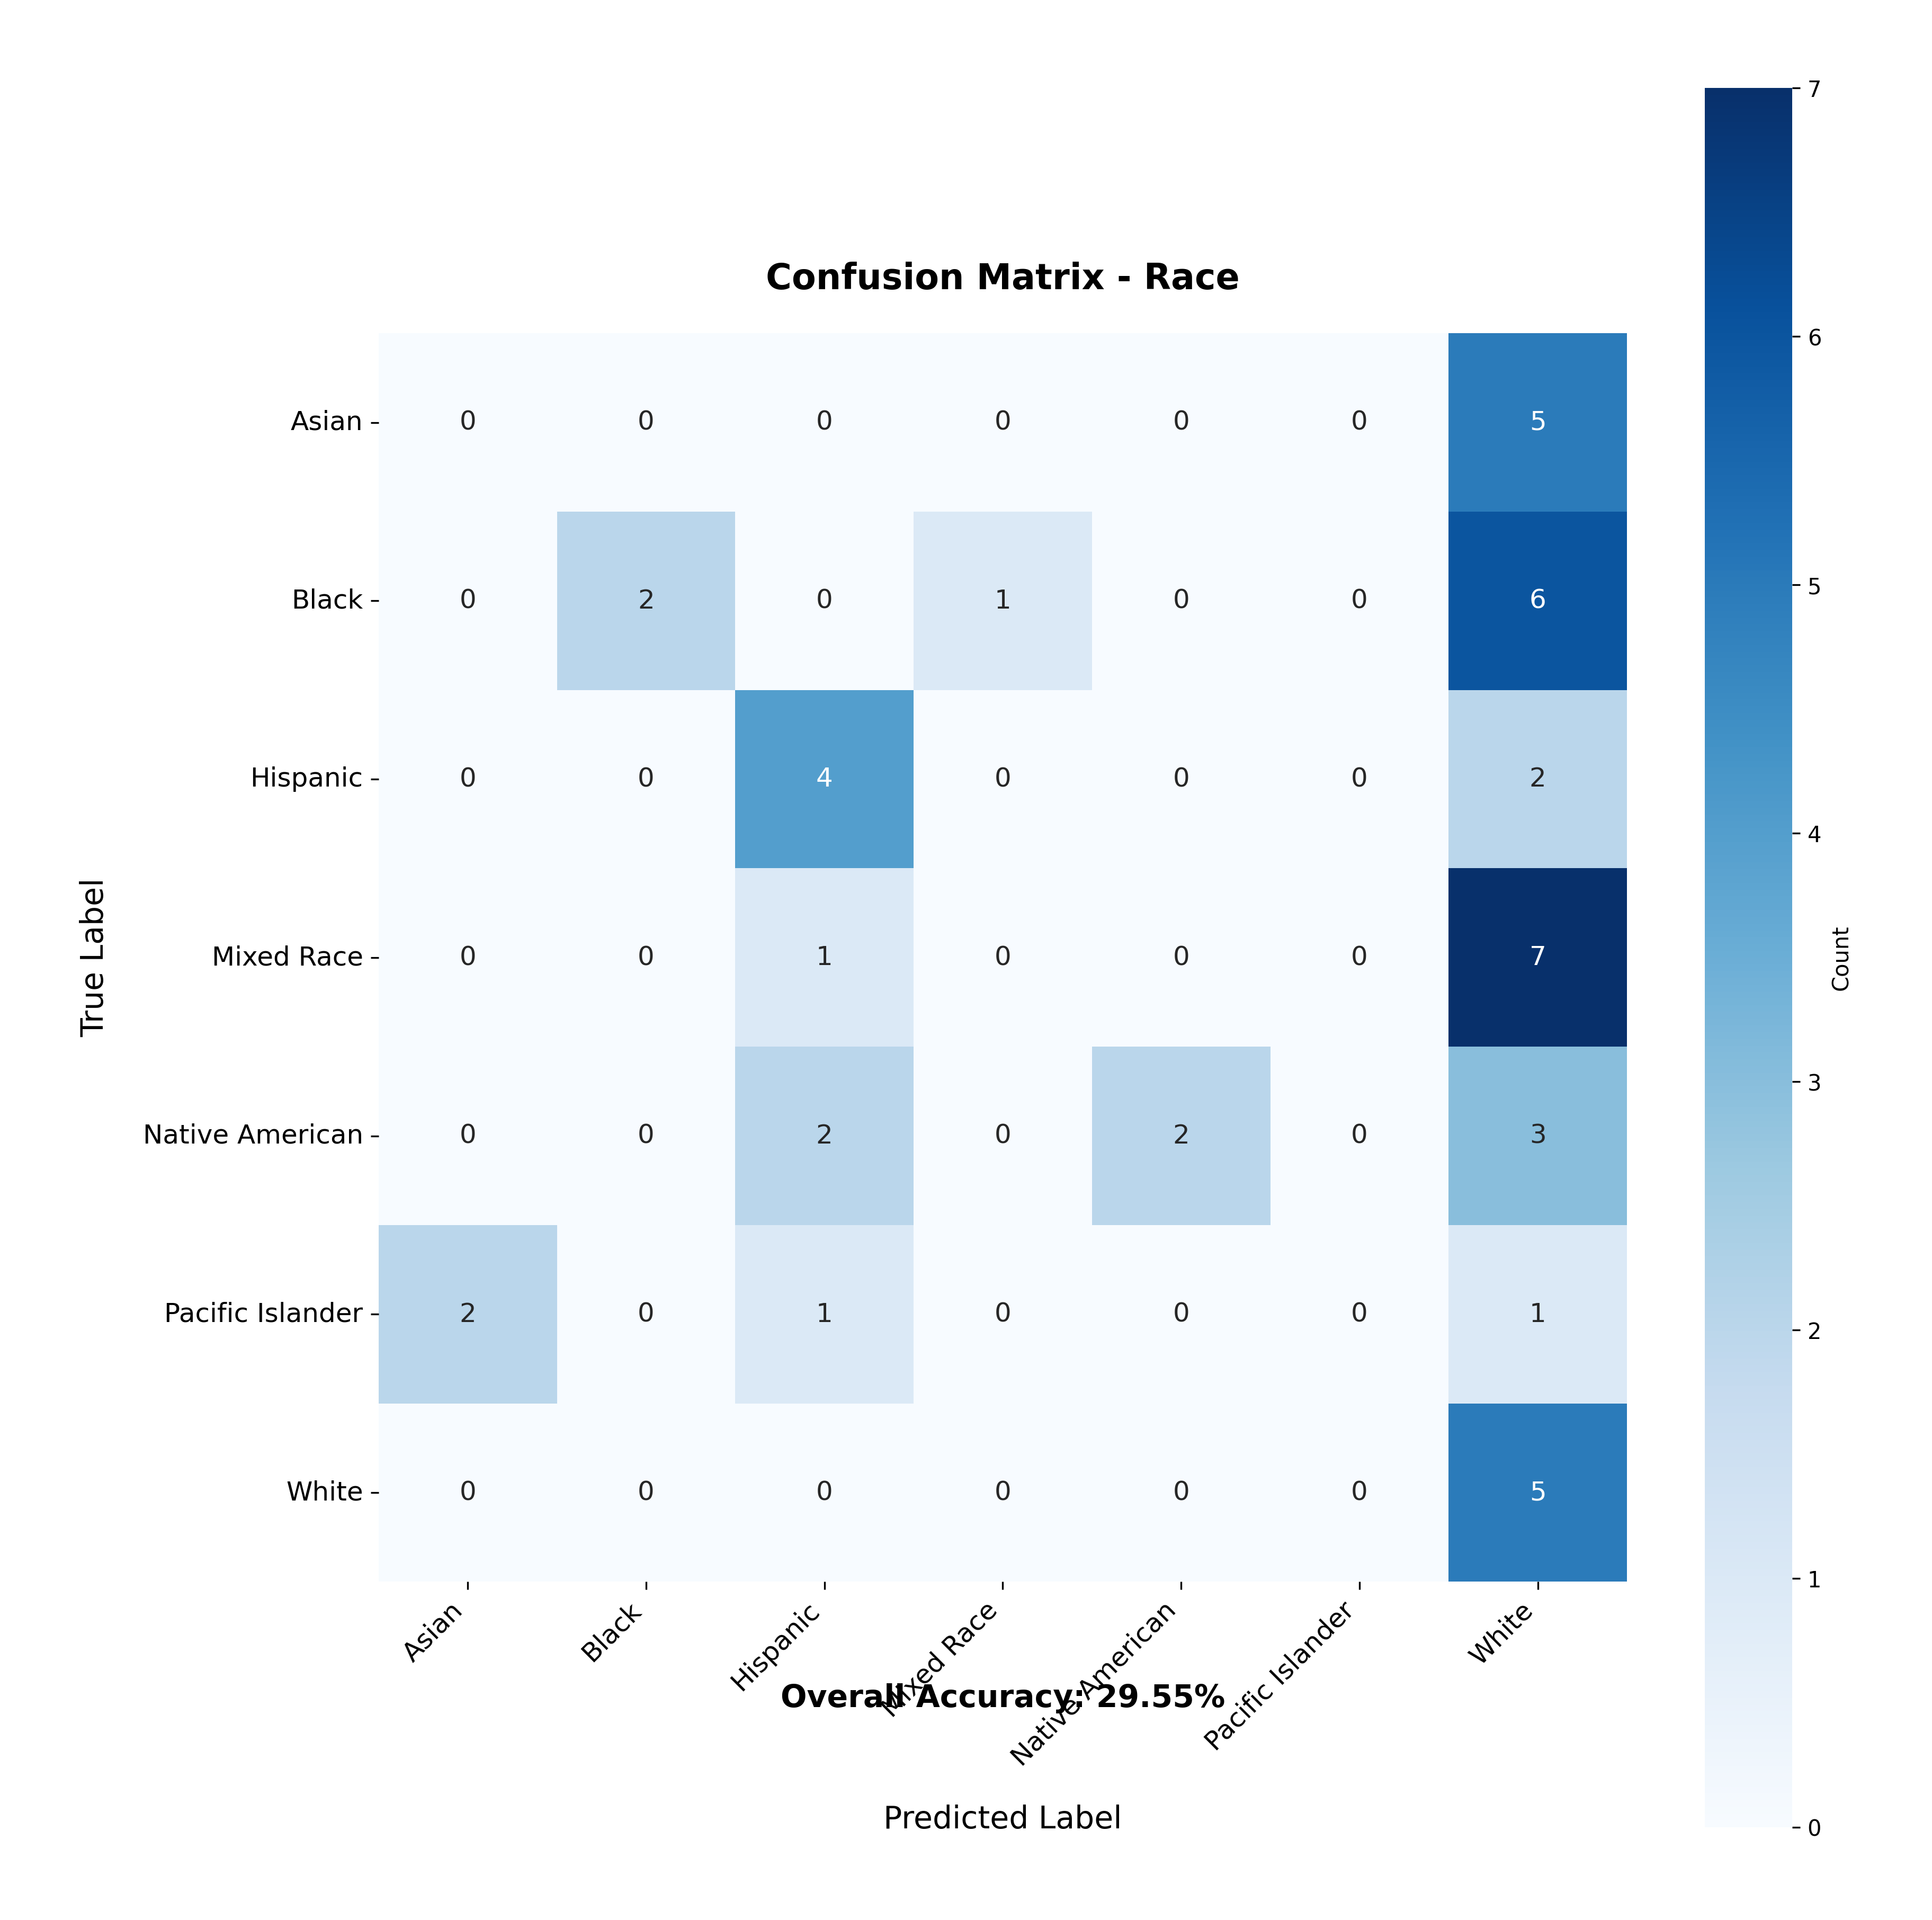 Confusion Matrix - Race
True Label
Asian 0 0 0 0 0 0 5
Black 0 2 0 1 0 0 6
Hispanic 0 0 4 0 0 0 2
Mixed Race 0 0 1 0 0 0 7
Native American 0 0 2 0 2 0 3
Pacific Islander 2 0 1 0 0 0 1
White 0 0 0 0 0 0 5
Asian Black Hispanic Mixed Race Native American Pacific Islander White
Overall Accuracy: 29.55%
Predicted Label
7
6
5
4
3
2
1
0
Count